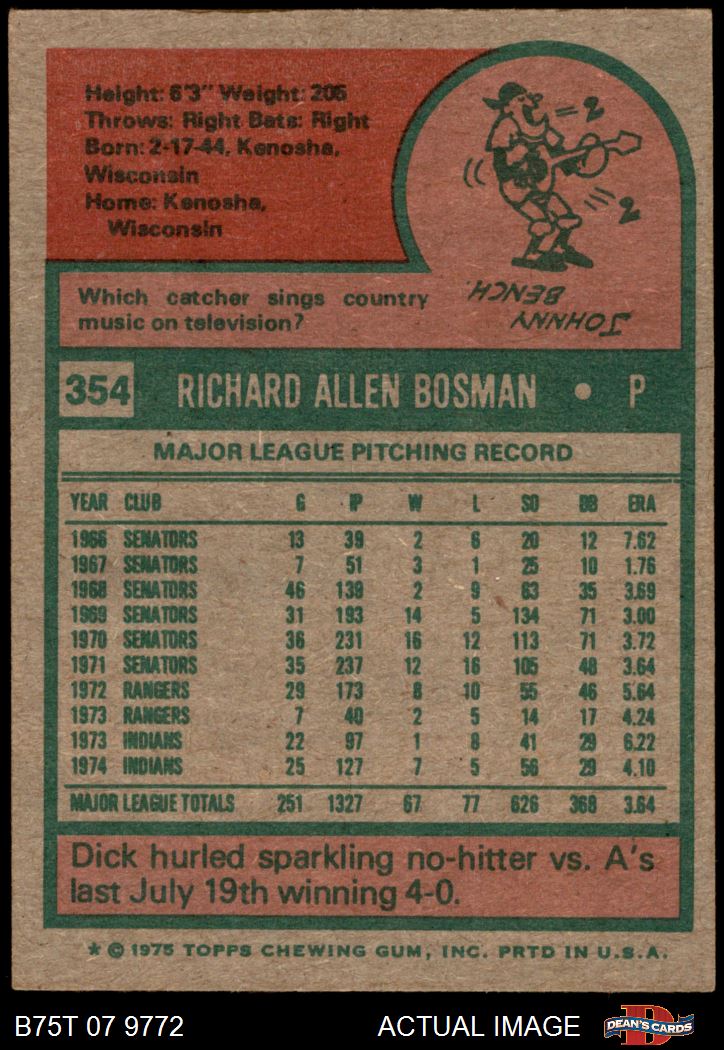 Height: 6'3" Weight: 205
Throws: Right Bats: Right
Born: 2-17-44, Kenosha,
Wisconsin
Home: Kenosha,
Wisconsin
= 2
= 2
Which catcher sings country
music on television?
JOHNNY
BENCH.
354 RICHARD ALLEN BOSMAN • P
MAJOR LEAGUE PITCHING RECORD
YEAR CLUB G IP W L SO BB ERA
1966 SENATORS 13 39 2 6 20 12 7.62
1967 SENATORS 7 51 3 1 25 10 1.76
1968 SENATORS 46 139 2 9 63 35 3.69
1969 SENATORS 31 193 14 5 134 71 3.00
1970 SENATORS 36 231 16 12 113 71 3.72
1971 SENATORS 35 237 12 16 105 48 3.64
1972 RANGERS 29 173 8 10 55 46 5.64
1973 RANGERS 7 40 2 5 14 17 4.24
1973 INDIANS 22 97 1 8 41 29 6.22
1974 INDIANS 25 127 7 5 56 29 4.10
MAJOR LEAGUE TOTALS 251 1327 67 77 626 368 3.64
Dick hurled sparkling no-hitter vs. A's
last July 19th winning 4-0.
* © 1975 TOPPS CHEWING GUM, INC. PRTD IN U.S.A.
B75T 07 9772 ACTUAL IMAGE DEAN'S CARDS